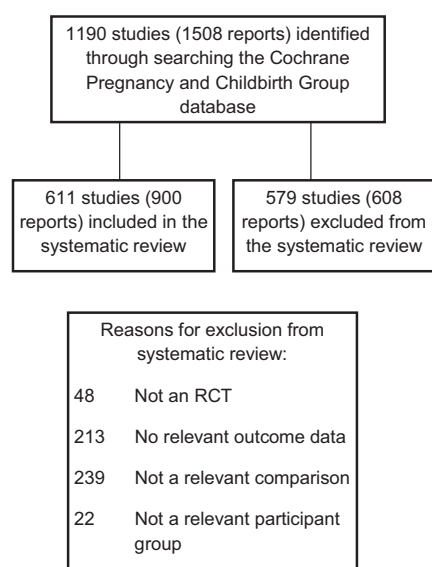 1190 studies (1508 reports) identified
through searching the Cochrane
Pregnancy and Childbirth Group
database
611 studies (900
reports) included in the
systematic review
579 studies (608
reports) excluded from
the systematic review
Reasons for exclusion from
systematic review:
48 Not an RCT
213 No relevant outcome data
239 Not a relevant comparison
22 Not a relevant participant
group